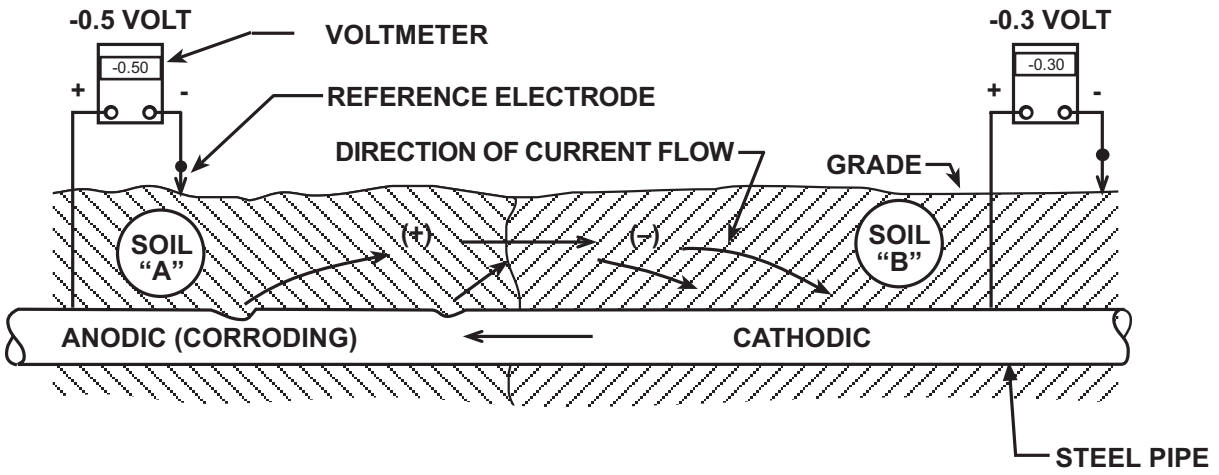 -0.5 VOLT
-0.3 VOLT
VOLTMETER
-0.50
-0.30
+ -
+ -
REFERENCE ELECTRODE
DIRECTION OF CURRENT FLOW
GRADE
(+)
(–)
SOIL
"A"
SOIL
"B"
ANODIC (CORRODING)
CATHODIC
STEEL PIPE